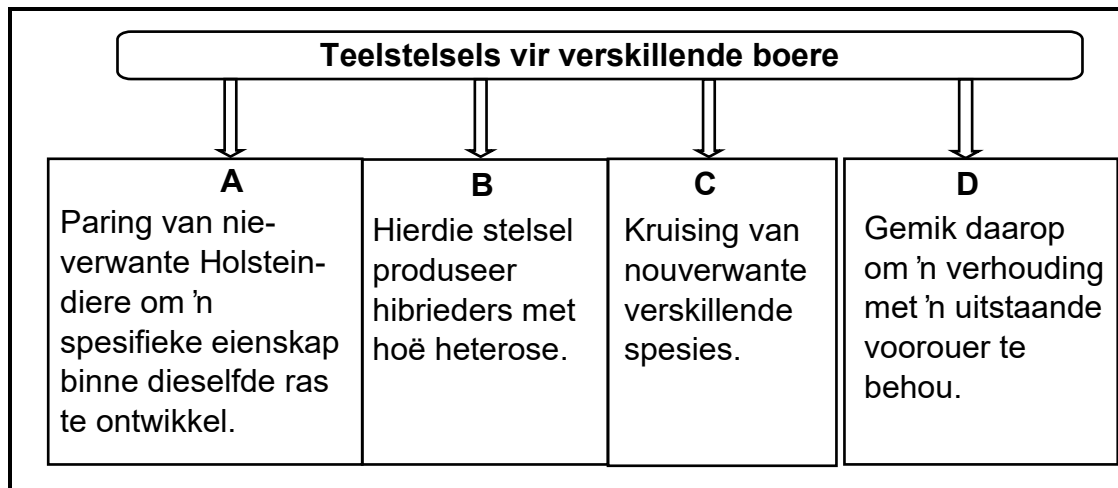 Teelstelsels vir verskillende boere
A
Paring van nie-
verwante Holstein-
diere om ’n
spesifieke eienskap
binne dieselfde ras
te ontwikkel.
B
Hierdie stelsel
produseer
hibrieders met
hoë heterose.
C
Kruising van
nouverwante
verskillende
spesies.
D
Gemik daarop
om ’n verhouding
met ’n uitstaande
voorouer te
behou.